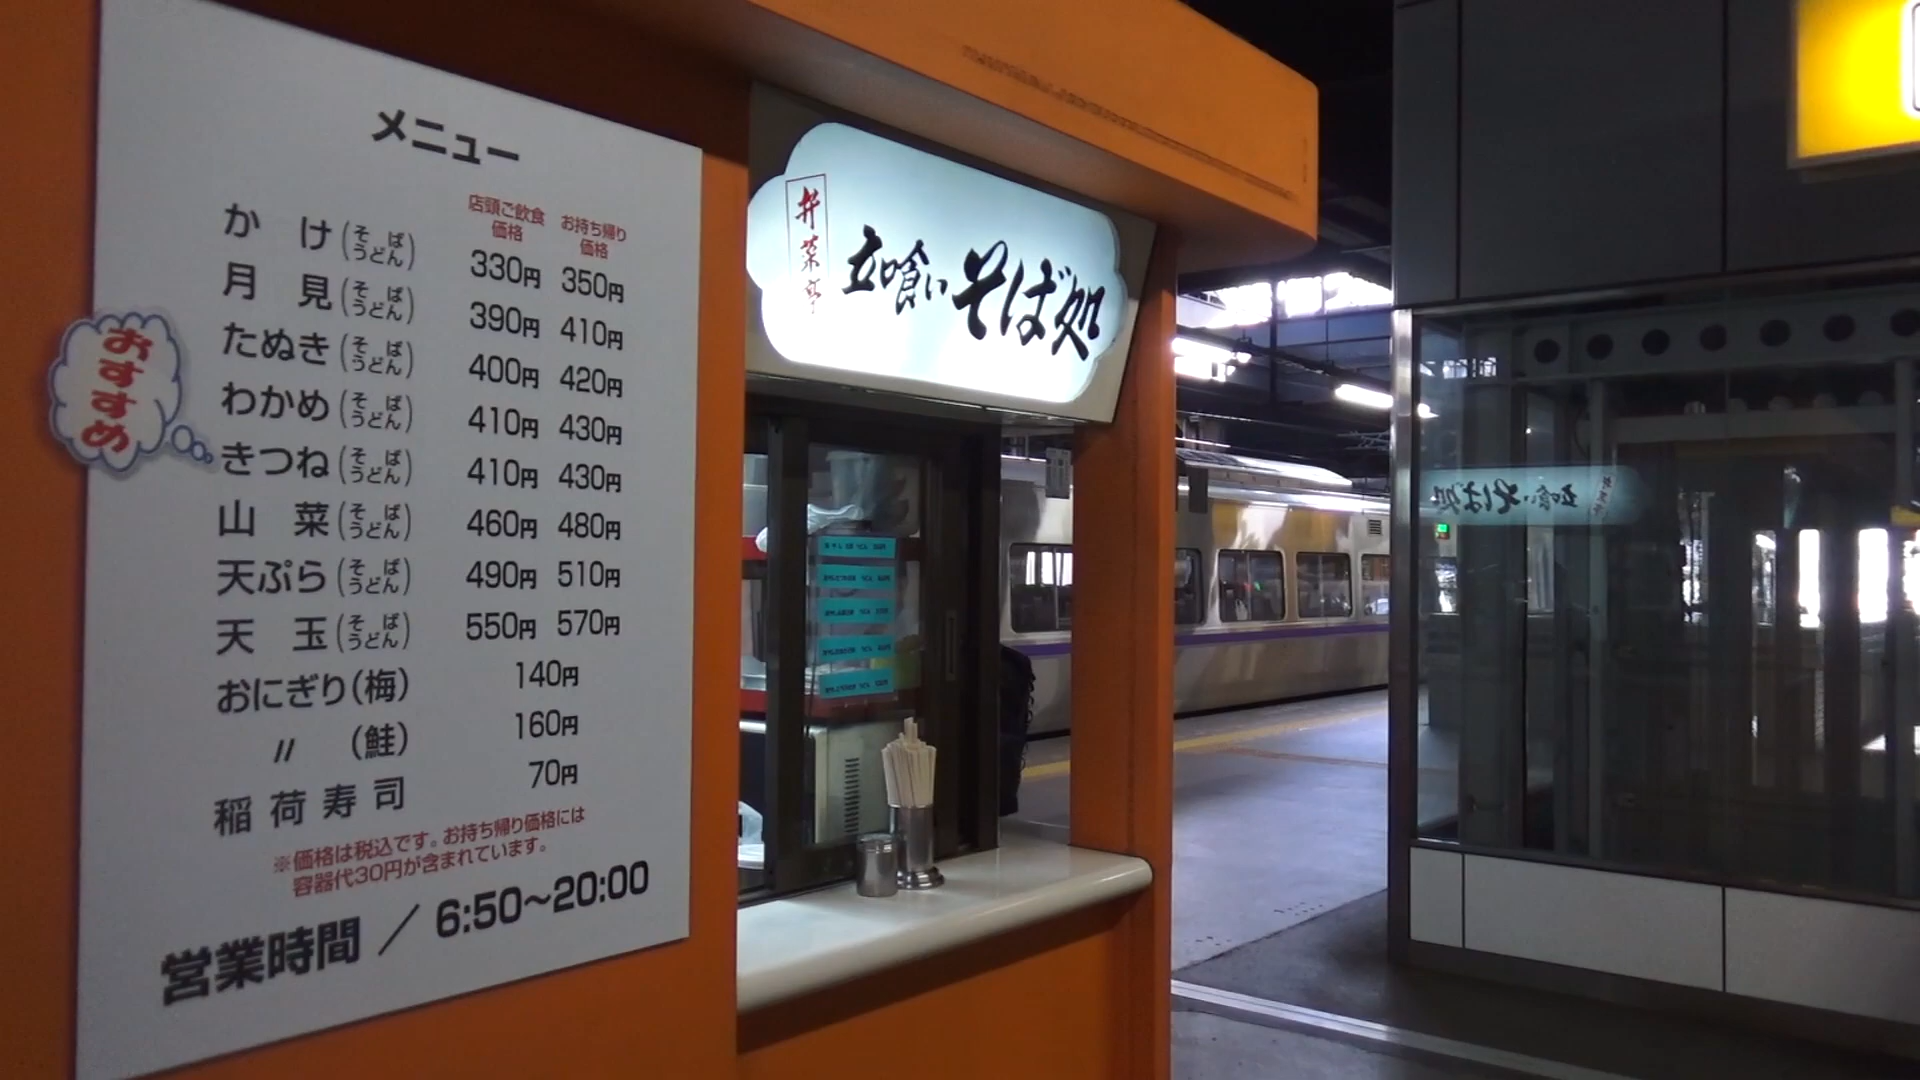 メニュー
店頭ご飲食価格 お持ち帰り価格
かけ(そばうどん) 330円 350円
月見(そばうどん) 390円 410円
たぬき(そばうどん) 400円 420円
わかめ(そばうどん) 410円 430円
おすすめ
きつね(そばうどん) 410円 430円
山菜(そばうどん) 460円 480円
天ぷら(そばうどん) 490円 510円
天玉(そばうどん) 550円 570円
おにぎり(梅) 140円
〃(鮭) 160円
稲荷寿司 70円
※価格は税込です。お持ち帰り価格には
容器代30円が含まれています。
営業時間/6:50~20:00
弁菜亭
立喰いそば処